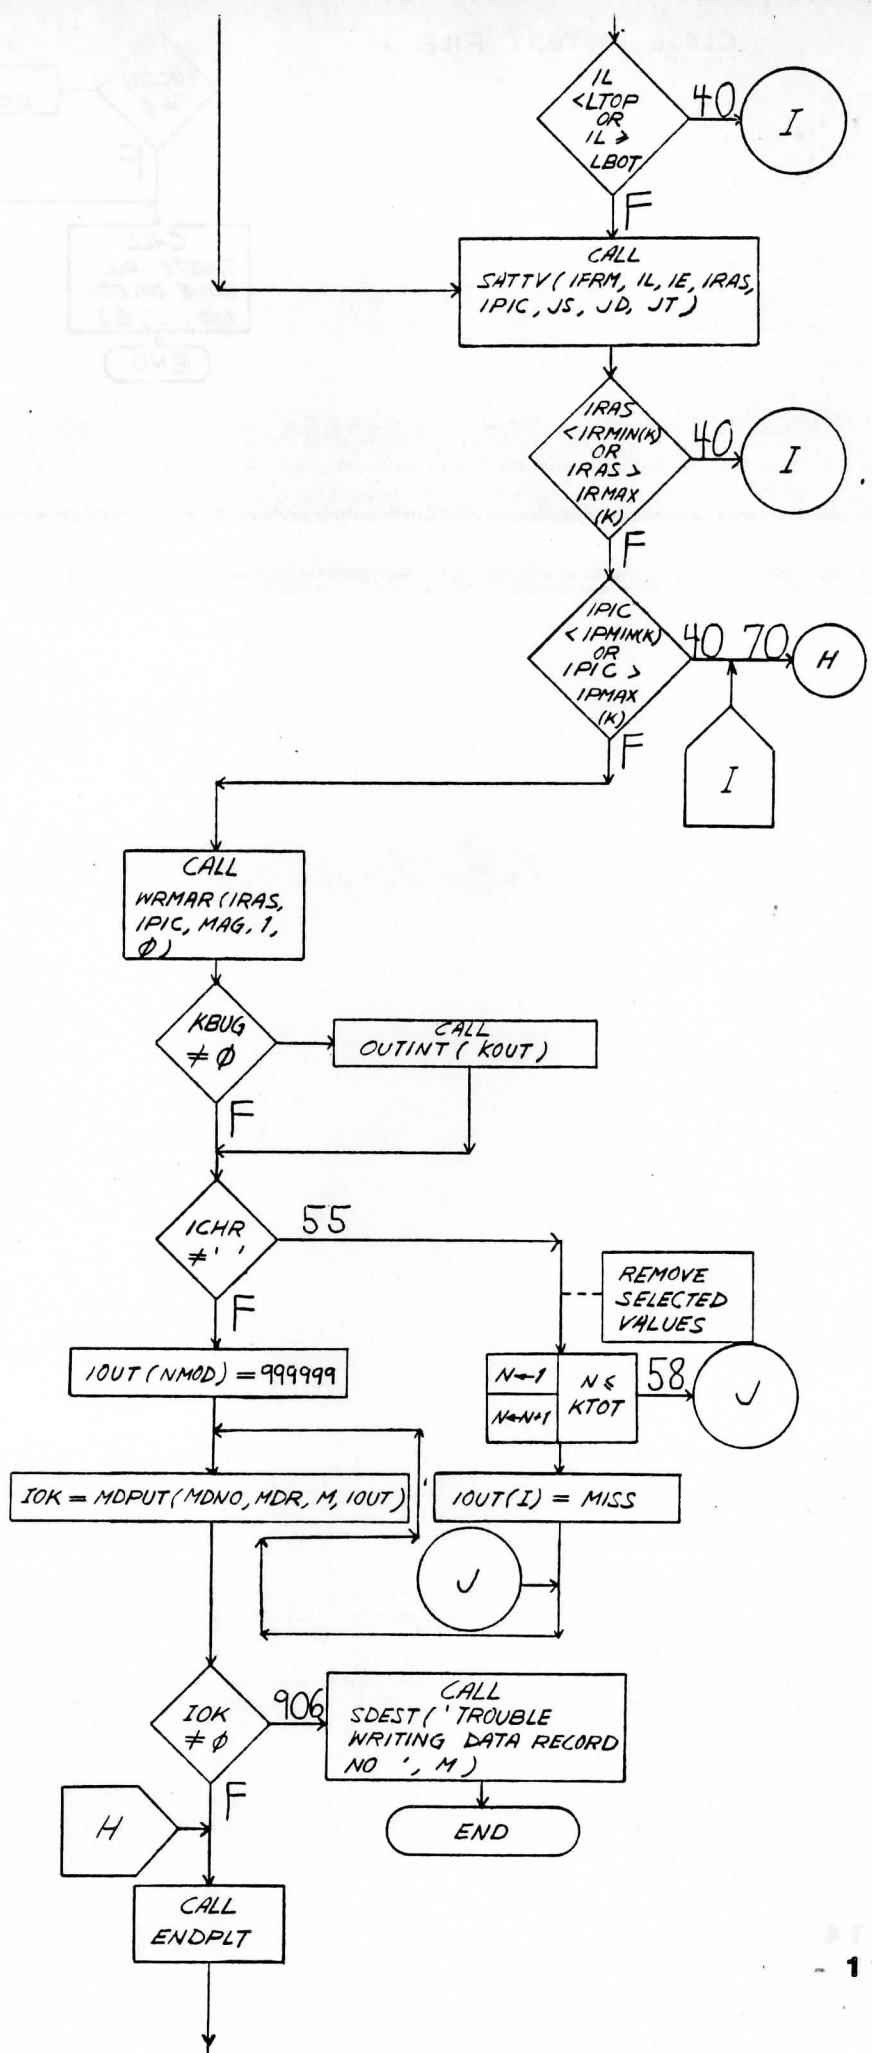 IL
<LTOP
OR
IL ≥
LBOT
40
I
F
CALL
SATTV(IFRM, IL, IE, IRAS,
IPIC, JS, JD, JT)
IRAS
<IRMIN(K)
OR
IRAS >
IRMAX
(K)
40
I
F
IPIC
< IPMIN(K)
OR
IPIC >
IPMAX
(K)
40 70
H
I
F
CALL
WRMAR(IRAS,
IPIC, MAG, 1,
Ø)
KBUG
≠ Ø
CALL
OUTINT( KOUT)
F
ICHR
≠' '
55
REMOVE
SELECTED
VALUES
F
IOUT(NMOD) = 999999
N←1
N←N+1
N ≤
KTOT
58
J
IOK = MDPUT(MDNO, MDR, M, IOUT)
IOUT(I) = MISS
J
IOK
≠ Ø
906
CALL
SDEST('TROUBLE
WRITING DATA RECORD
NO ', M)
F
H
END
CALL
ENDPLT
- 1